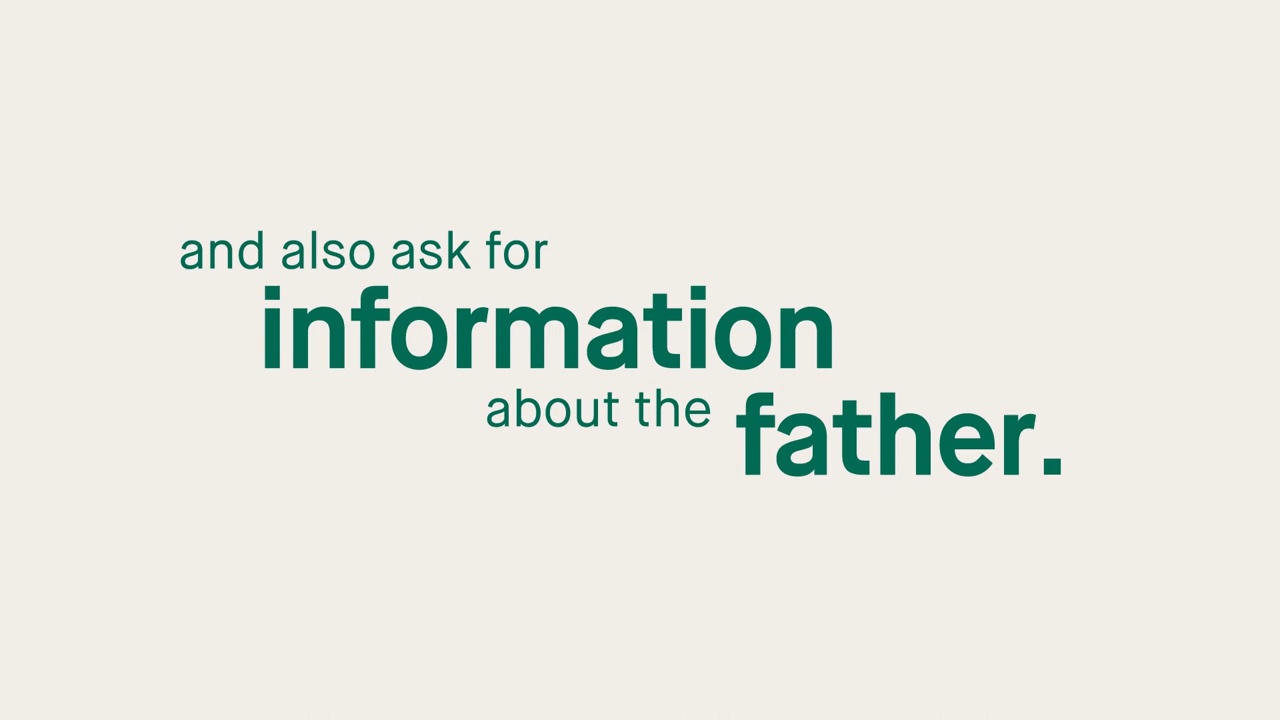 and also ask for
information
about the father.